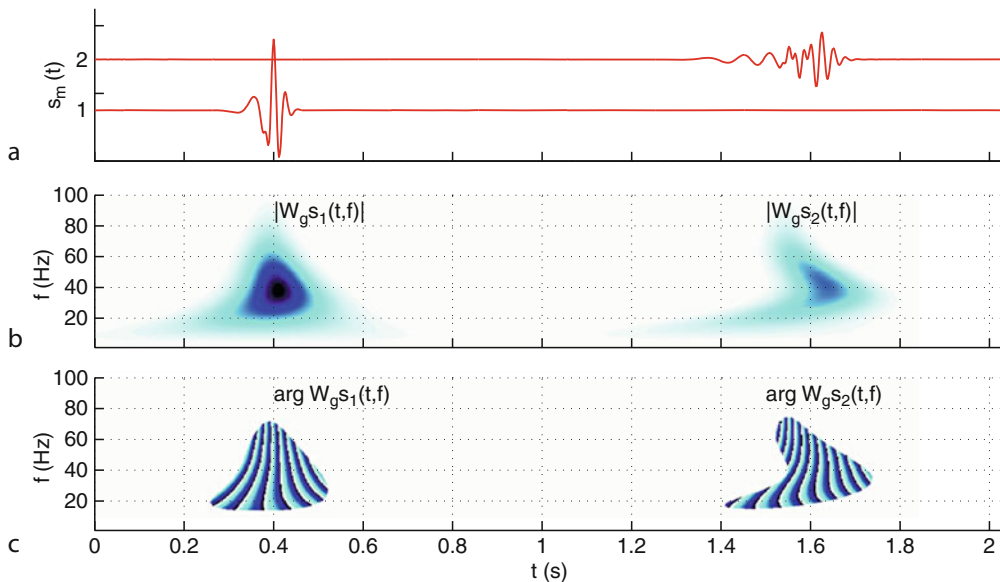 2
1
s_m (t)
a
100
80
60
40
20
f (Hz)
|W_g s_1(t,f)|
|W_g s_2(t,f)|
b
100
80
60
40
20
f (Hz)
arg W_g s_1(t,f)
arg W_g s_2(t,f)
c
0 0.2 0.4 0.6 0.8 1 1.2 1.4 1.6 1.8 2
t (s)